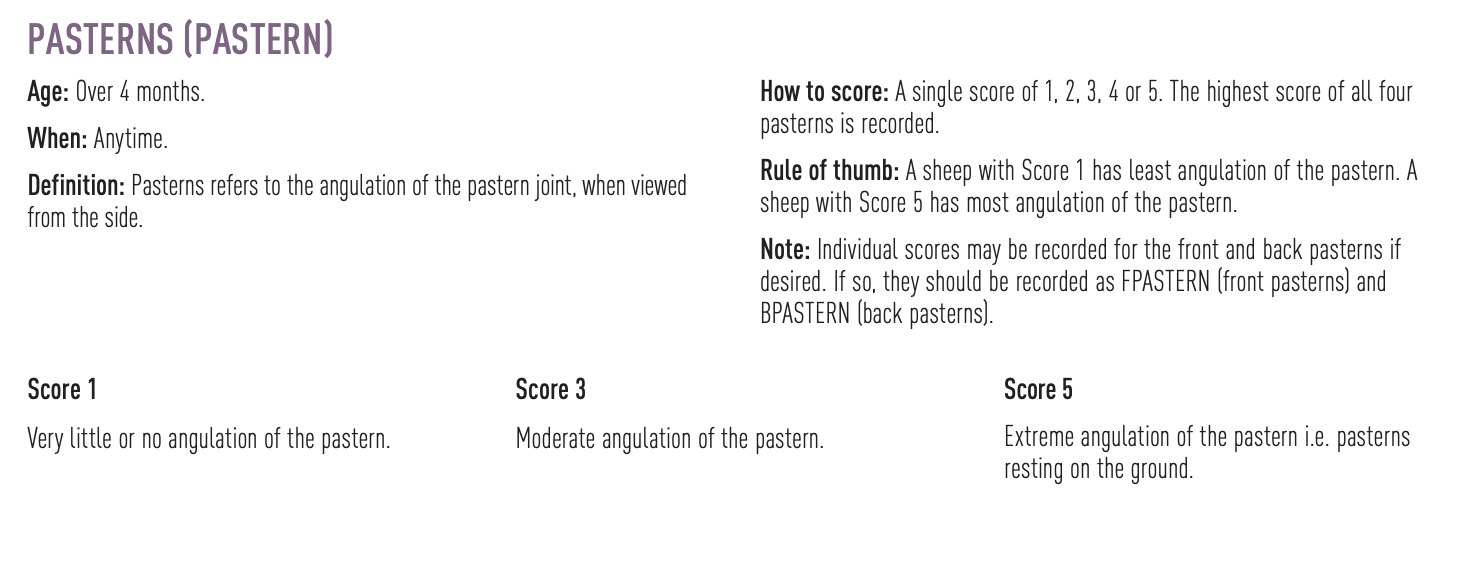 PASTERNS (PASTERN)
Age: Over 4 months.
When: Anytime.
Definition: Pasterns refers to the angulation of the pastern joint, when viewed
from the side.
How to score: A single score of 1, 2, 3, 4 or 5. The highest score of all four
pasterns is recorded.
Rule of thumb: A sheep with Score 1 has least angulation of the pastern. A
sheep with Score 5 has most angulation of the pastern.
Note: Individual scores may be recorded for the front and back pasterns if
desired. If so, they should be recorded as FPASTERN (front pasterns) and
BPASTERN (back pasterns).
Score 1
Very little or no angulation of the pastern.
Score 3
Moderate angulation of the pastern.
Score 5
Extreme angulation of the pastern i.e. pasterns
resting on the ground.